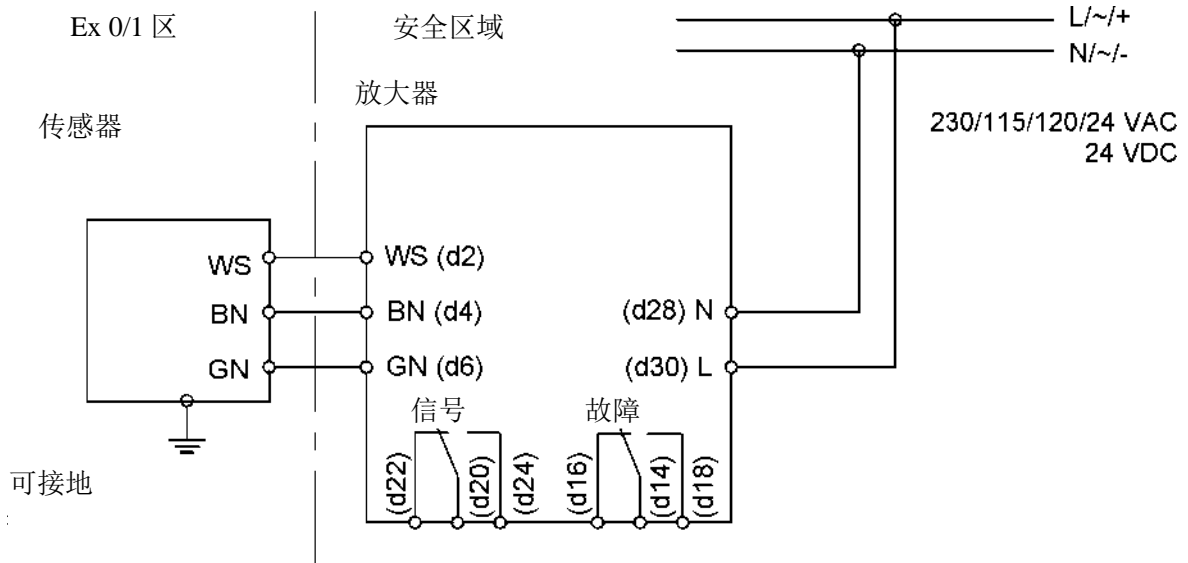 Ex 0/1 区
安全区域
L/~/+
N/~/-
放大器
传感器
230/115/120/24 VAC
24 VDC
WS
WS (d2)
BN
BN (d4)
(d28) N
GN
GN (d6)
(d30) L
信号
故障
(d22)
(d20)
(d24)
(d16)
(d14)
(d18)
可接地
: